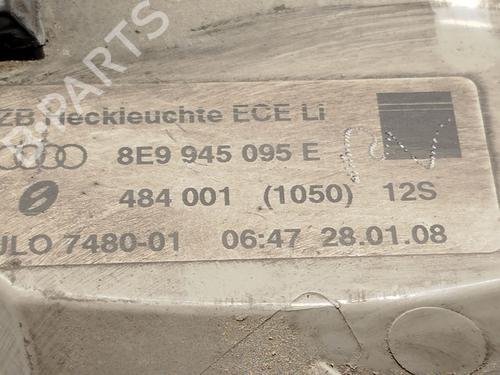 B-PARTS
ZB Heckleuchte ECE Li
8E9 945 095 E
484 001 (1050) 12S
ULO 7480-01 06:47 28.01.08